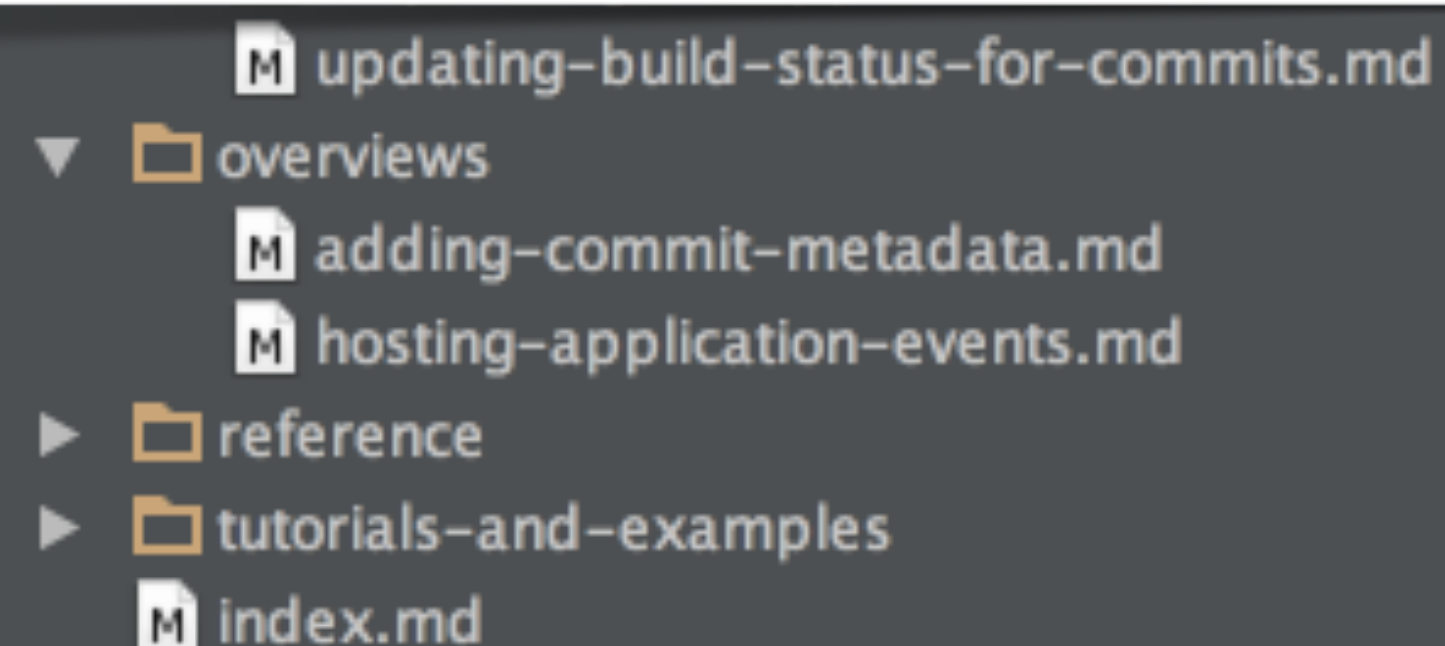 M updating-build-status-for-commits.md
overviews
M adding-commit-metadata.md
M hosting-application-events.md
reference
tutorials-and-examples
M index.md